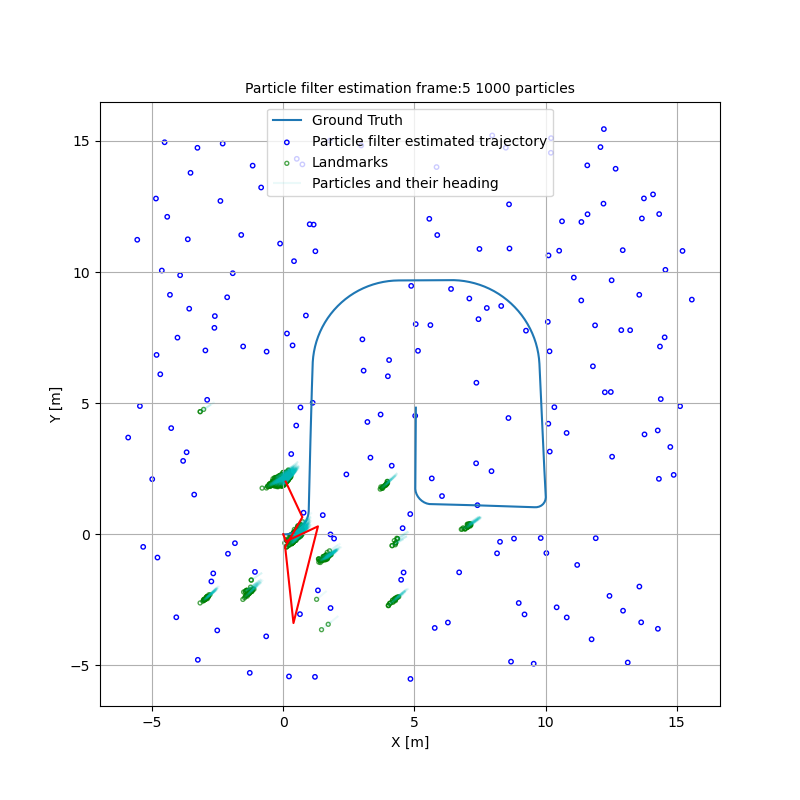 Particle filter estimation frame:5 1000 particles
Ground Truth
Particle filter estimated trajectory
Landmarks
Particles and their heading
Y [m]
15
10
5
0
−5
−5
0
5
10
15
X [m]